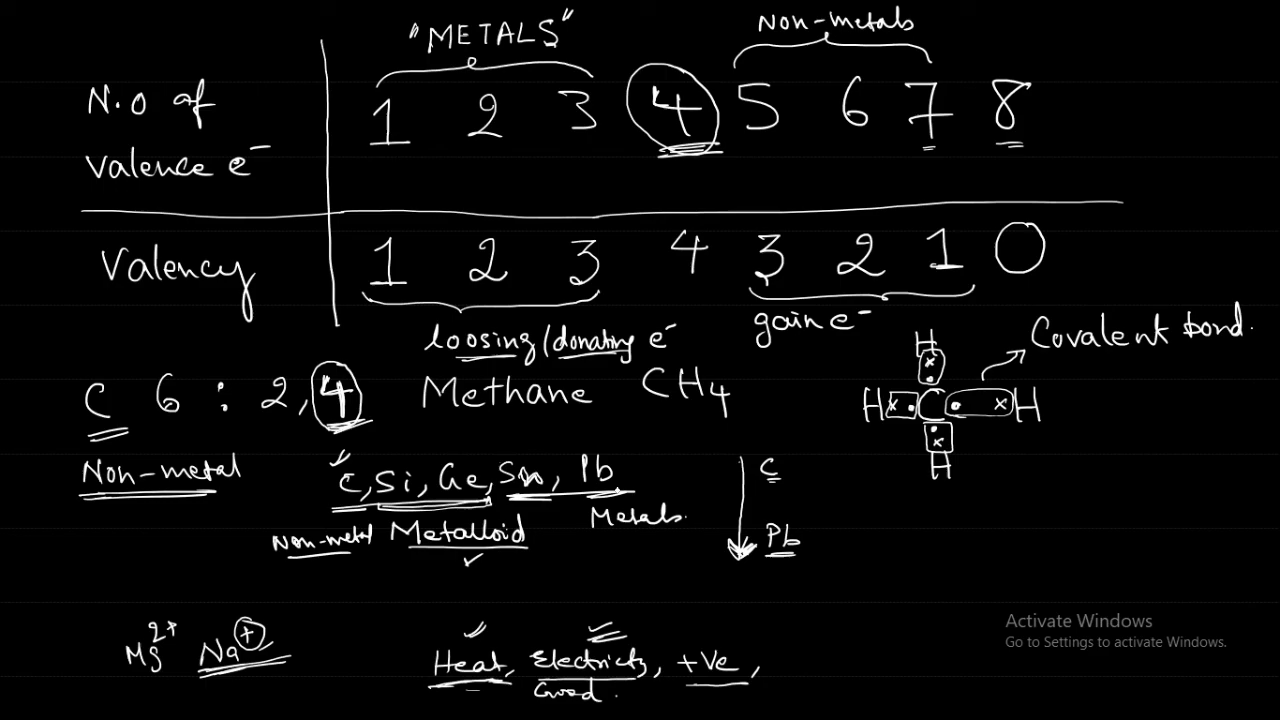 "METALS" Non-metals
N.O of valence e⁻ 1 2 3 4 5 6 7 8
Valency 1 2 3 4 3 2 1 0
loosing/donating e⁻ gain e⁻
Covalent bond.
C 6 : 2,4 Methane CH4
H
H C H
H
Non-metal C, Si, Ge, Sn, Pb
Non-metal Metalloid Metals.
C
Pb
Mg²⁺ Na⁺ Heat, Electricity, +ve,
Good.
Activate Windows
Go to Settings to activate Windows.